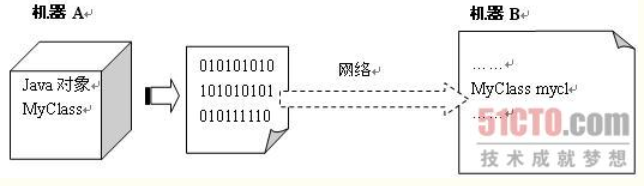 机器 A
Java 对象
MyClass
010101010
101010101
010111110
网络
机器 B
……
MyClass mycl
……
51CTO.com
技术成就梦想